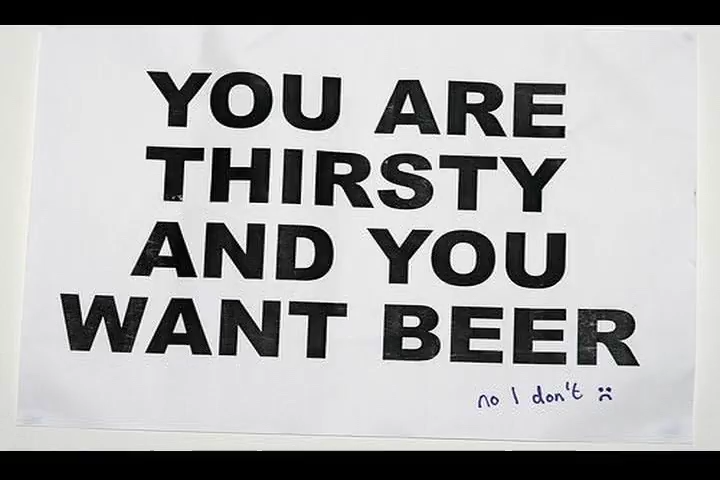 YOU ARE
THIRSTY
AND YOU
WANT BEER
no I don't :(